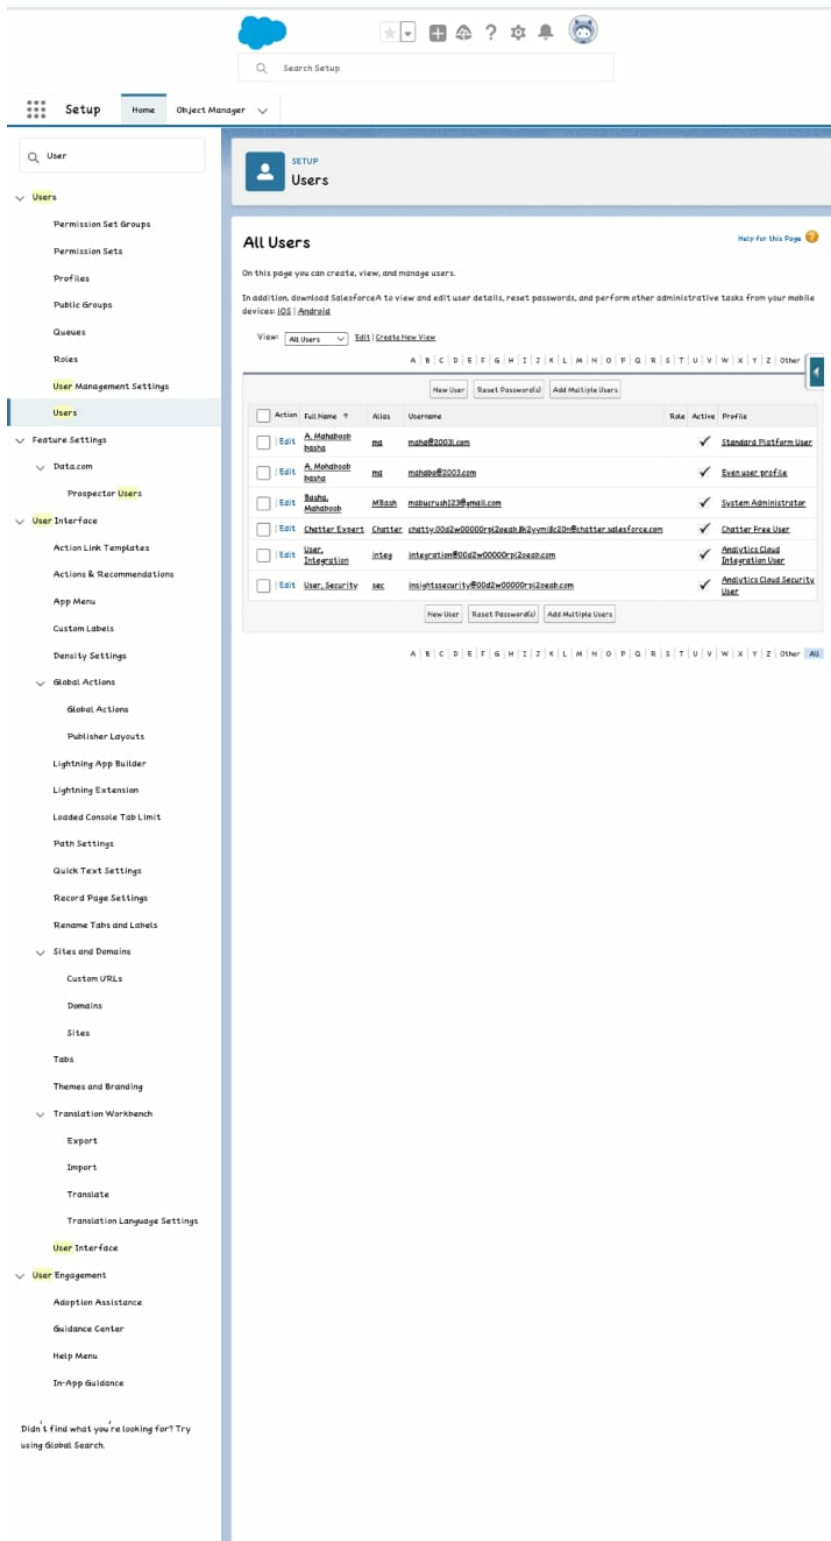 Search Setup
Setup
Home
Object Manager
User
Users
Permission Set Groups
Permission Sets
Profiles
Public Groups
Queues
Roles
User Management Settings
Users
Feature Settings
Data.com
Prospector Users
User Interface
Action Link Templates
Actions & Recommendations
App Menu
Custom Labels
Density Settings
Global Actions
Global Actions
Publisher Layouts
Lightning App Builder
Lightning Extension
Loaded Console Tab Limit
Path Settings
Quick Text Settings
Record Page Settings
Rename Tabs and Labels
Sites and Domains
Custom URLs
Domains
Sites
Tabs
Themes and Branding
Translation Workbench
Export
Import
Translate
Translation Language Settings
User Interface
User Engagement
Adoption Assistance
Guidance Center
Help Menu
In-App Guidance
Didn't find what you're looking for? Try
using Global Search.
SETUP
Users
All Users
Help for this Page
On this page you can create, view, and manage users.
In addition, download SalesforceA to view and edit user details, reset passwords, and perform other administrative tasks from your mobile
devices: iOS | Android
View: All Users Edit | Create New View
A | B | C | D | E | F | G | H | I | J | K | L | M | N | O | P | Q | R | S | T | U | V | W | X | Y | Z | Other
New User Reset Password(s) Add Multiple Users
Action Full Name ↑ Alias Username Role Active Profile
Edit A, Mahaboob basha ma Standard Platform User
Edit A, Mohaboob basha ma mahabo@2003.com Even user profile
Edit Basha, Mahaboob MBash mabucrush123@gmail.com System Administrator
Edit Chatter Expert Chatter Chatter Free User
Edit User, Integration integ Analytics Cloud Integration User
Edit User, Security sec Analytics Cloud Security User
New User Reset Password(s) Add Multiple Users
A | B | C | D | E | F | G | H | I | J | K | L | M | N | O | P | Q | R | S | T | U | V | W | X | Y | Z | Other All